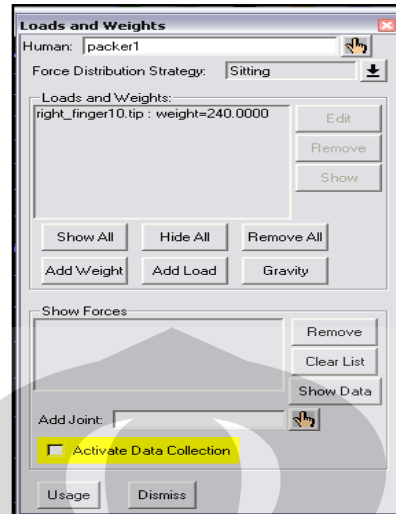 Loads and Weights
Human: packer1
Force Distribution Strategy: Sitting
Loads and Weights:
right_finger10.tip : weight=240.0000
Edit
Remove
Show
Show All Hide All Remove All
Add Weight Add Load Gravity
Show Forces
Remove
Clear List
Show Data
Add Joint:
Activate Data Collection
Usage Dismiss